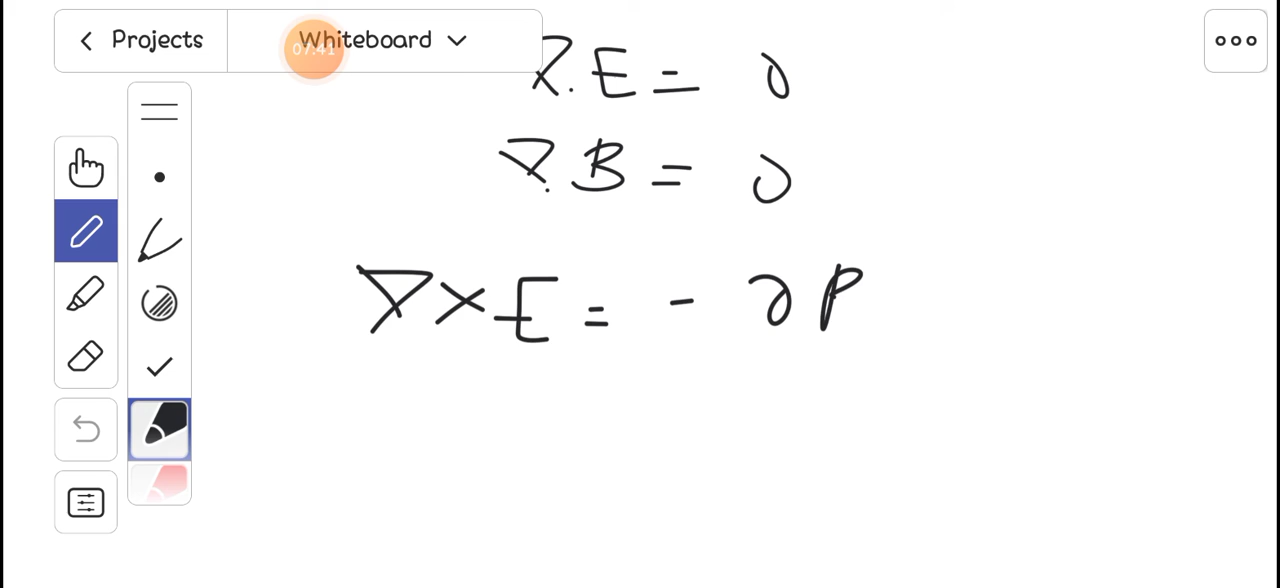 Projects
Whiteboard
07:41
∇.E = 0
∇.B = 0
∇×E = - ∂P